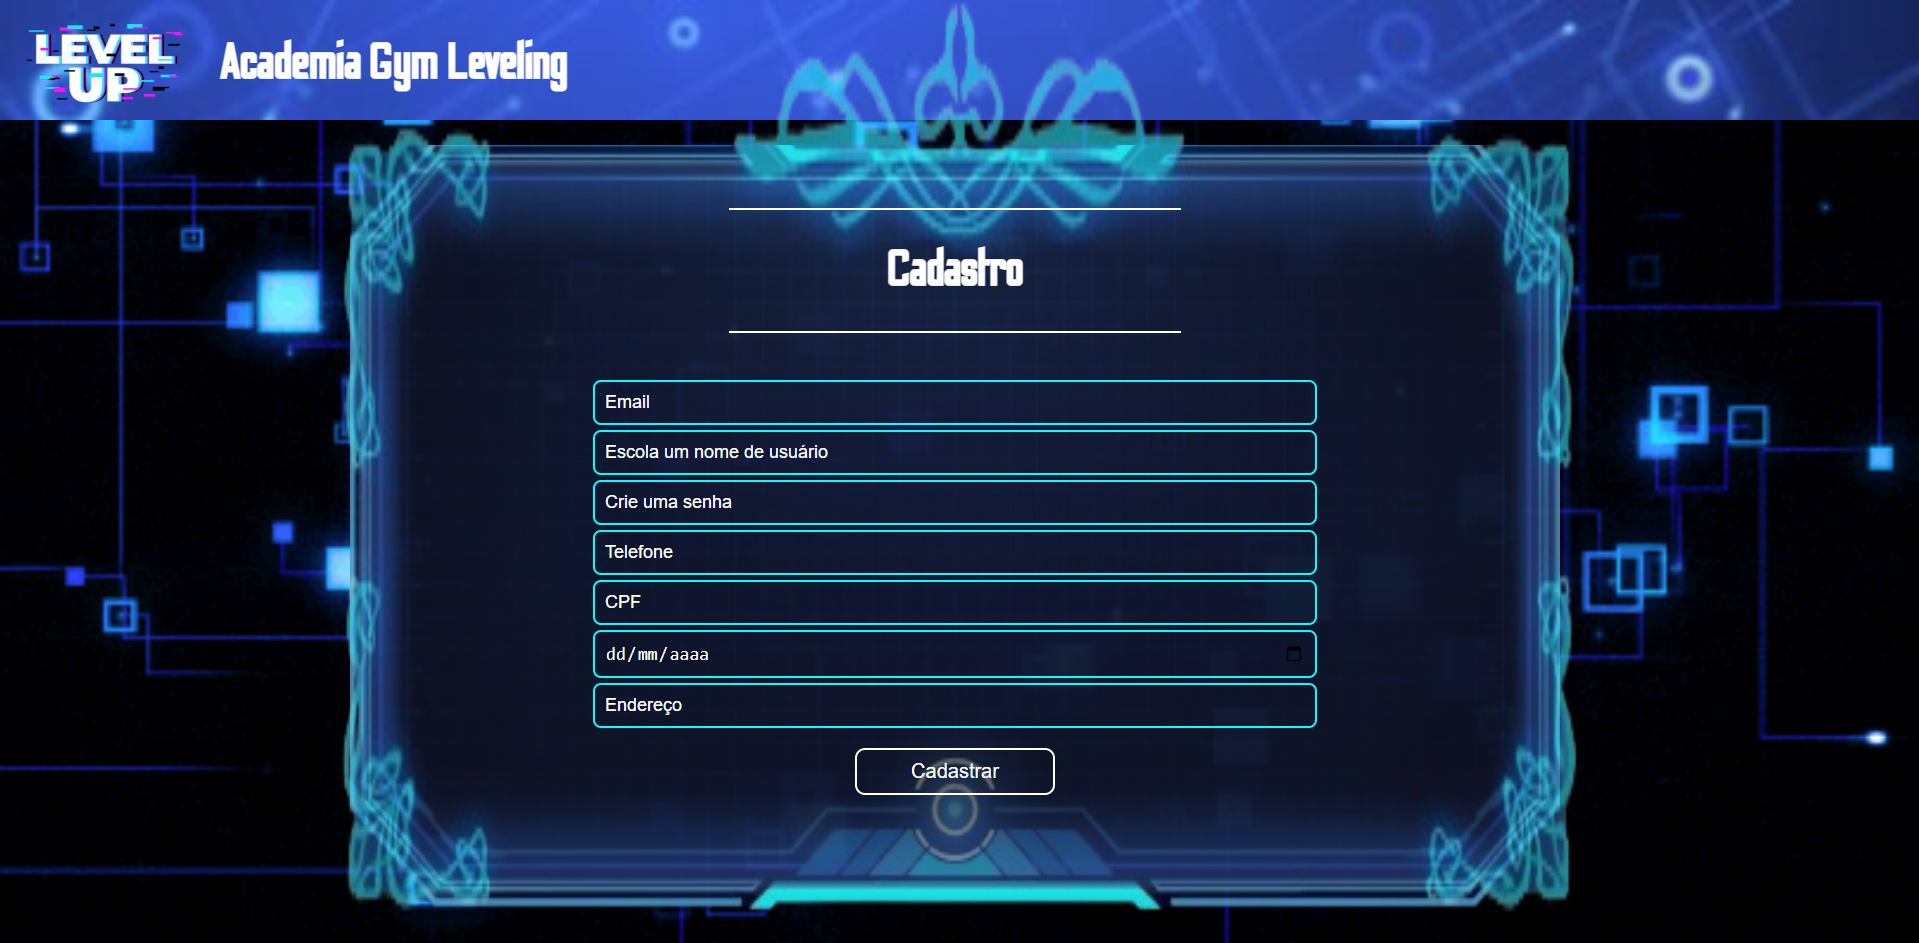 LEVEL
UP
Academia Gym Leveling
Cadastro
Email
Escola um nome de usuário
Crie uma senha
Telefone
CPF
dd/mm/aaaa
Endereço
Cadastrar